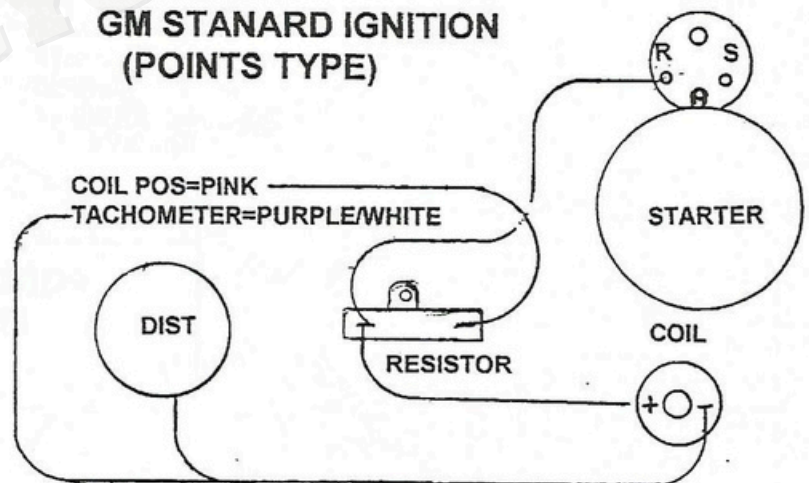 GM STANARD IGNITION
(POINTS TYPE)
R S
COIL POS=PINK
TACHOMETER=PURPLE/WHITE
STARTER
DIST
COIL
RESISTOR
+ -